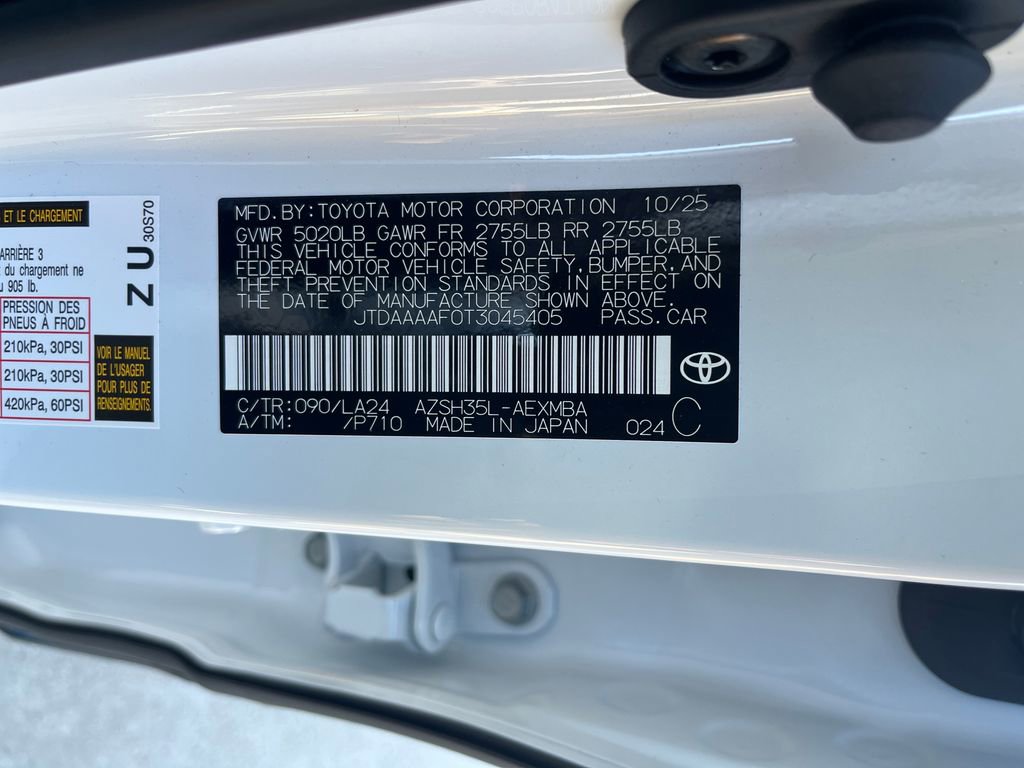 ET LE CHARGEMENT
ARRIÈRE 3
du chargement ne
905 lb.
PRESSION DES
PNEUS À FROID
210kPa, 30PSI
210kPa, 30PSI
420kPa, 60PSI
VOIR LE MANUEL
DE L'USAGER
POUR PLUS DE
RENSEIGNEMENTS.
ZU
30S70
MFD.BY:TOYOTA MOTOR CORPORATION 10/25
GVWR 5020LB GAWR FR 2755LB RR 2755LB
THIS VEHICLE CONFORMS TO ALL APPLICABLE
FEDERAL MOTOR VEHICLE SAFETY,BUMPER,AND
THEFT PREVENTION STANDARDS IN EFFECT ON
THE DATE OF MANUFACTURE SHOWN ABOVE.
JTDAAAAF0T3045405 PASS.CAR
C/TR:090/LA24 AZSH35L-AEXMBA
A/TM: /P710 MADE IN JAPAN 024 C